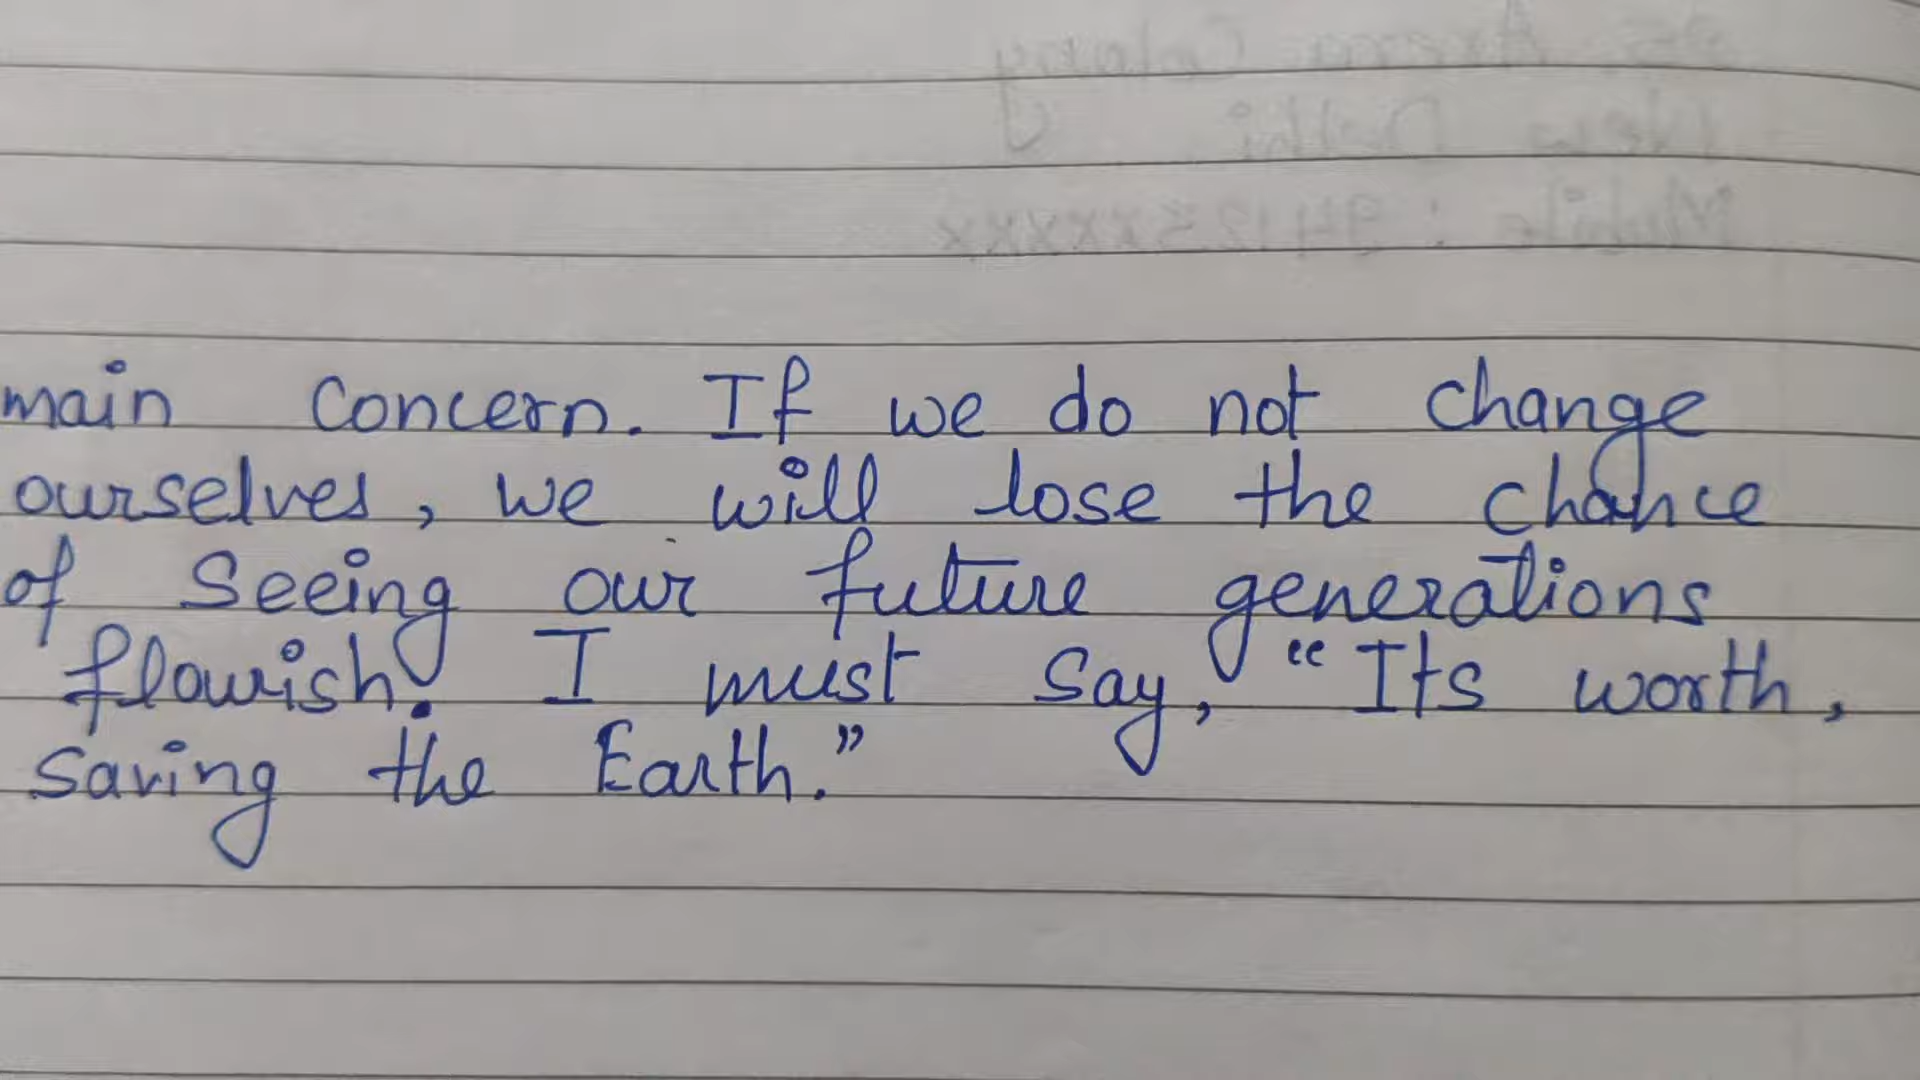 main concern. If we do not change
ourselves, we will lose the chance
of seeing our future generations
flourish. I must say, “Its worth,
saving the Earth.”